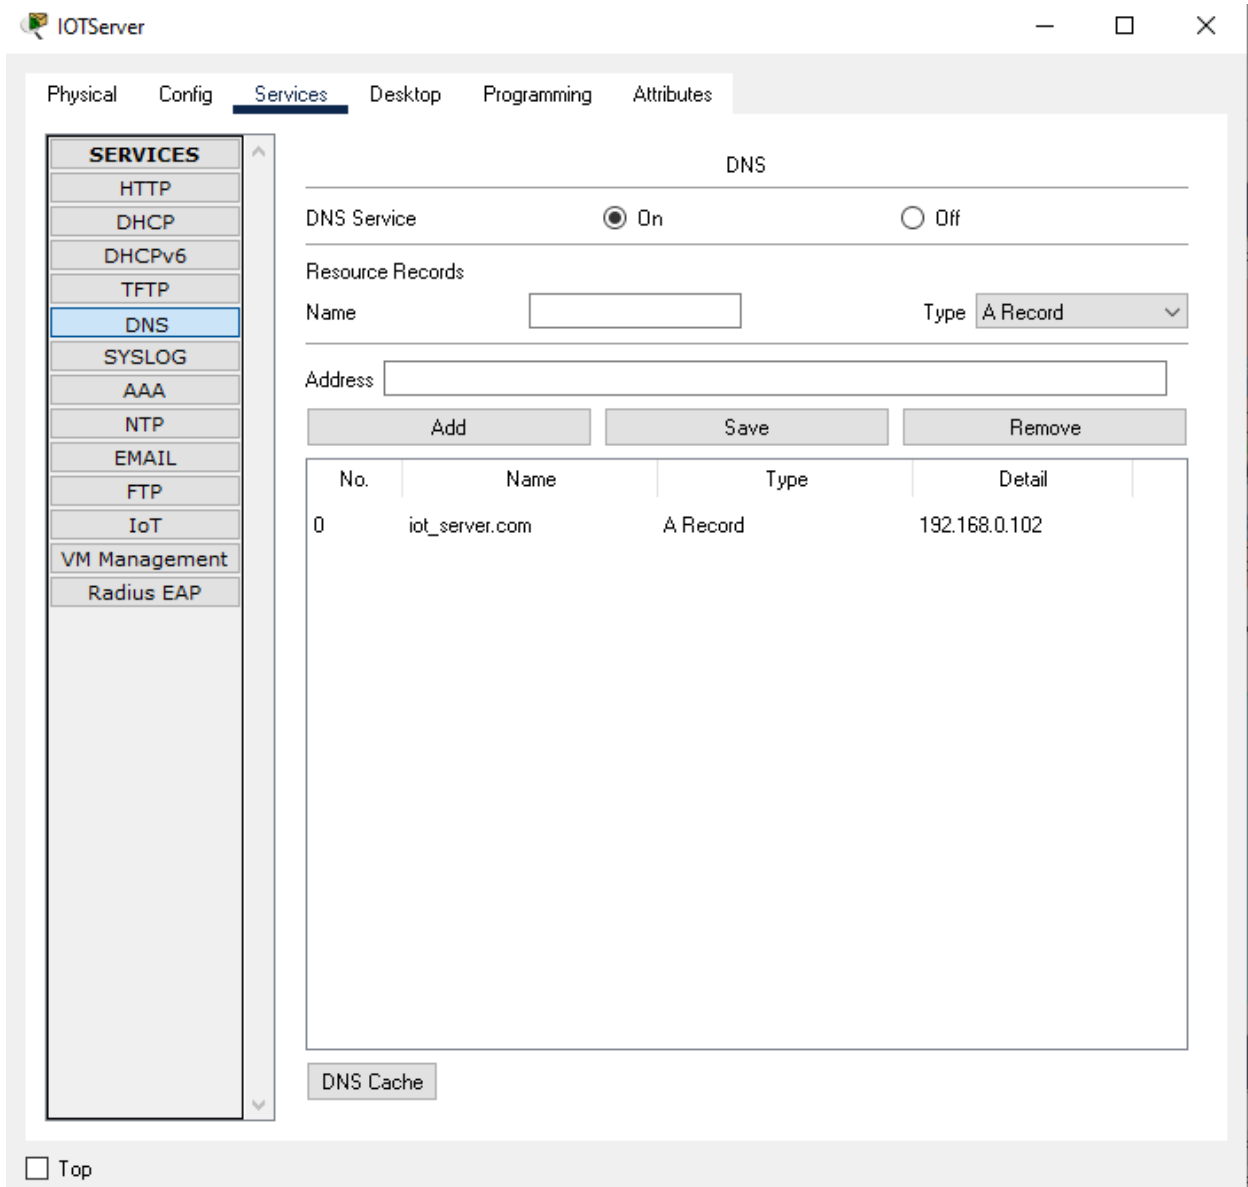 IOTServer
Physical Config Services Desktop Programming Attributes
SERVICES
HTTP
DHCP
DHCPv6
TFTP
DNS
SYSLOG
AAA
NTP
EMAIL
FTP
IoT
VM Management
Radius EAP
DNS
DNS Service On Off
Resource Records
Name Type A Record
Address
Add Save Remove
No. Name Type Detail
0 iot_server.com A Record 192.168.0.102
DNS Cache
Top